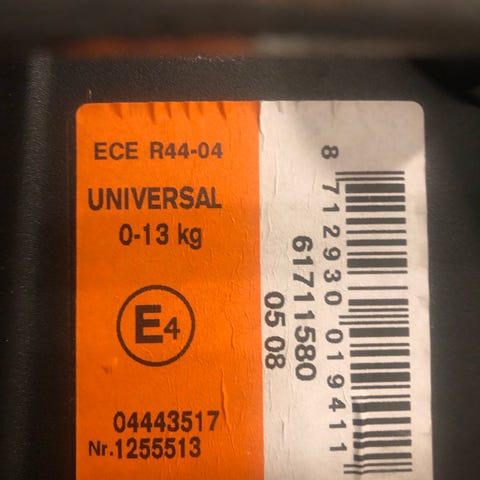 ECE R44-04
UNIVERSAL
0-13 kg
E4
04443517
Nr.1255513
8 712930 019411
61711580
05 08